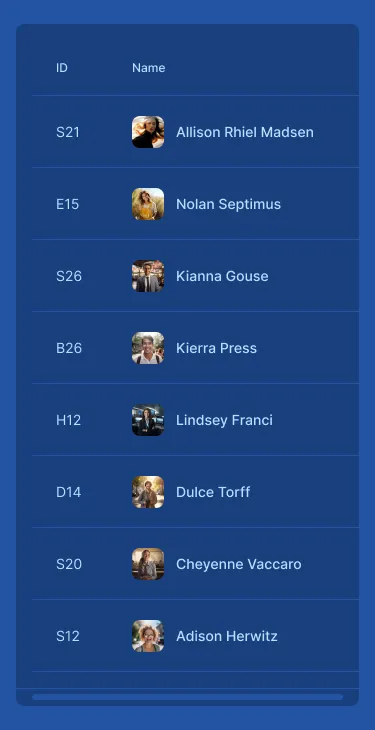 ID Name
S21 Allison Rhiel Madsen
E15 Nolan Septimus
S26 Kianna Gouse
B26 Kierra Press
H12 Lindsey Franci
D14 Dulce Torff
S20 Cheyenne Vaccaro
S12 Adison Herwitz